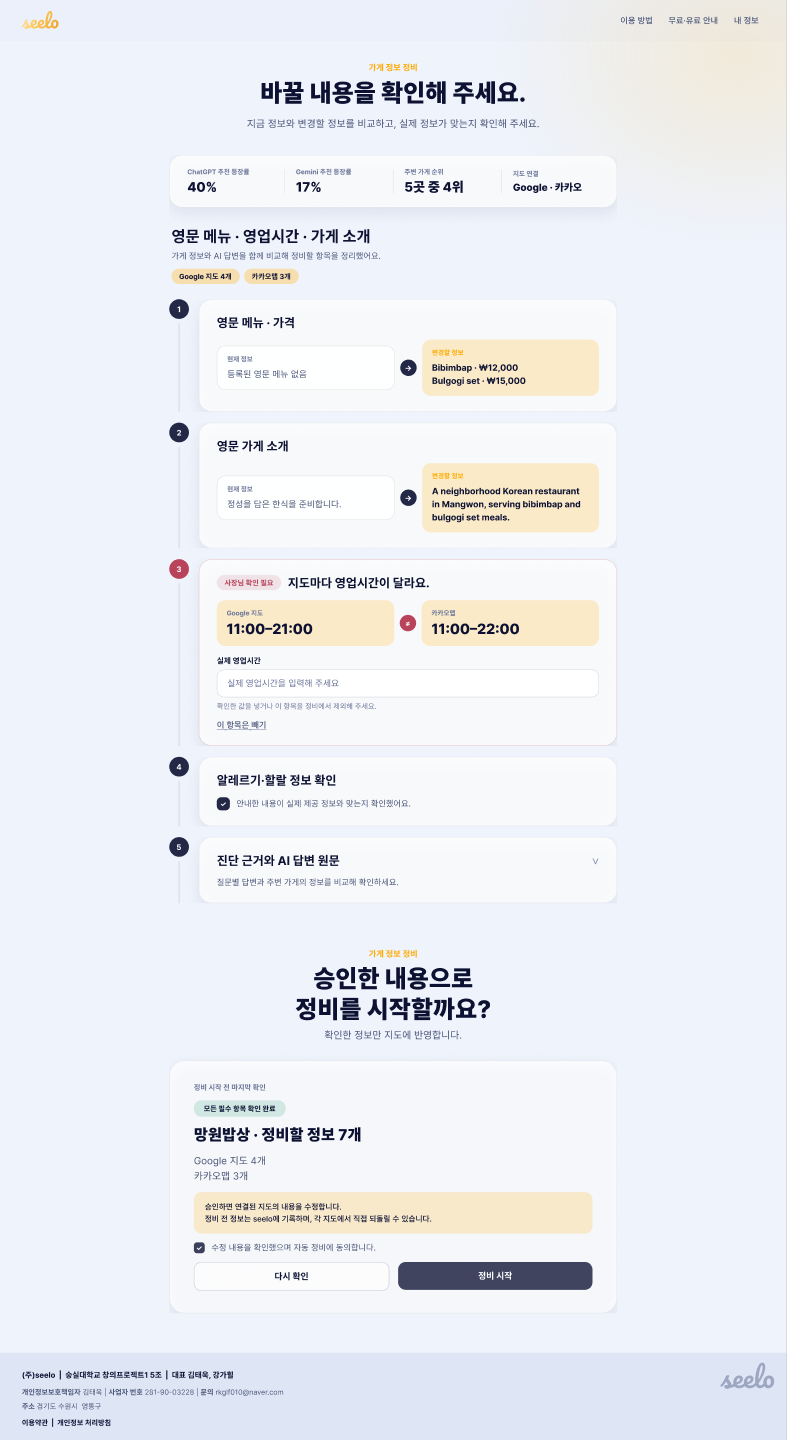 seelo
이용 방법 무료·유료 안내 내 정보
가게 정보 정비
바꿀 내용을 확인해 주세요.
지금 정보와 변경할 정보를 비교하고, 실제 정보가 맞는지 확인해 주세요.
ChatGPT 추천 등장률
40%
Gemini 추천 등장률
17%
주변 가게 순위
5곳 중 4위
지도 연결
Google · 카카오
영문 메뉴 · 영업시간 · 가게 소개
가게 정보와 AI 답변을 함께 비교해 정비할 항목을 정리했어요.
Google 지도 4개 카카오맵 3개
1
영문 메뉴 · 가격
현재 정보
등록된 영문 메뉴 없음
→
변경할 정보
Bibimbap · ₩12,000
Bulgogi set · ₩15,000
2
영문 가게 소개
현재 정보
정성을 담은 한식을 준비합니다.
→
변경할 정보
A neighborhood Korean restaurant
in Mangwon, serving bibimbap and
bulgogi set meals.
3
사장님 확인 필요 지도마다 영업시간이 달라요.
Google 지도
11:00–21:00
≠
카카오맵
11:00–22:00
실제 영업시간
실제 영업시간을 입력해 주세요
확인한 값을 넣거나 이 항목을 정비에서 제외해 주세요.
이 항목은 빼기
4
알레르기·할랄 정보 확인
안내한 내용이 실제 제공 정보와 맞는지 확인했어요.
5
진단 근거와 AI 답변 원문
질문별 답변과 주변 가게의 정보를 비교해 확인하세요.
가게 정보 정비
승인한 내용으로
정비를 시작할까요?
확인한 정보만 지도에 반영합니다.
정비 시작 전 마지막 확인
모든 필수 항목 확인 완료
망원밥상 · 정비할 정보 7개
Google 지도 4개
카카오맵 3개
승인하면 연결된 지도의 내용을 수정합니다.
정비 전 정보는 seelo에 기록하며, 각 지도에서 직접 되돌릴 수 있습니다.
수정 내용을 확인했으며 자동 정비에 동의합니다.
다시 확인 정비 시작
(주)seelo | 숭실대학교 창의프로젝트1 5조 | 대표 김태욱, 강가람
개인정보보호책임자 김태욱 | 사업자 번호 281-90-03228 | 문의 rkgif010@naver.com
주소 경기도 수원시 영통구
이용약관 | 개인정보 처리방침
seelo